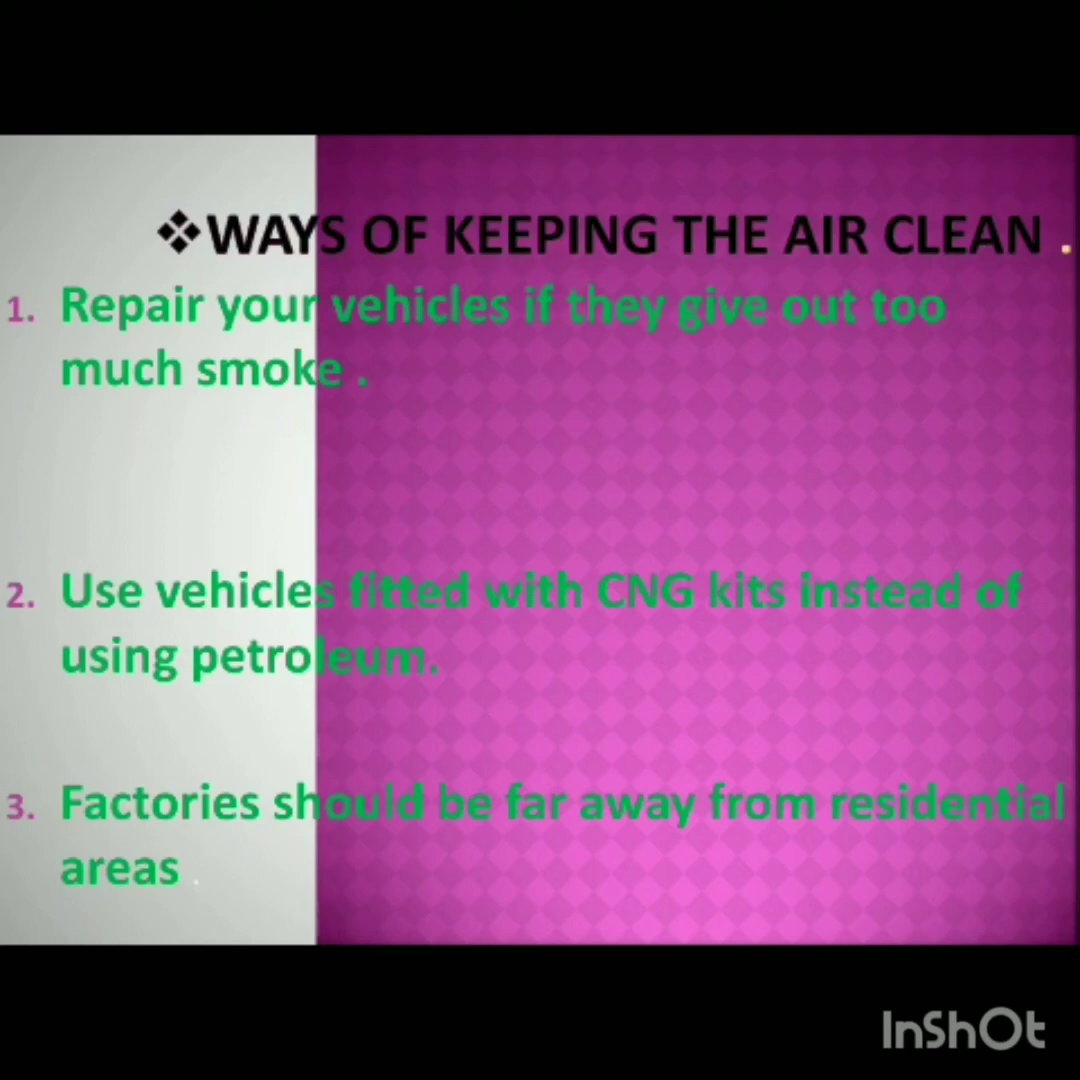 ❖WAYS OF KEEPING THE AIR CLEAN .
1. Repair your vehicles if they give out too
much smoke .
2. Use vehicles fitted with CNG kits instead of
using petroleum.
3. Factories should be far away from residential
areas .
InShOt